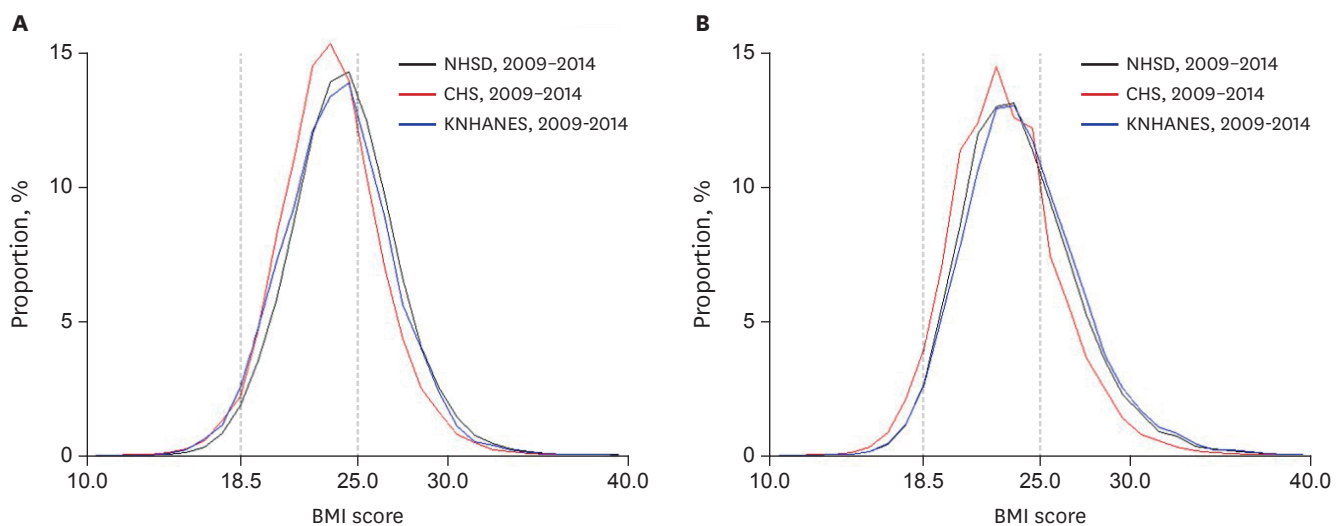 A
Proportion, %
15
10
5
0
10.0 18.5 25.0 30.0 40.0
BMI score
NHSD, 2009–2014
CHS, 2009–2014
KNHANES, 2009-2014
B
Proportion, %
15
10
5
0
10.0 18.5 25.0 30.0 40.0
BMI score
NHSD, 2009–2014
CHS, 2009–2014
KNHANES, 2009-2014